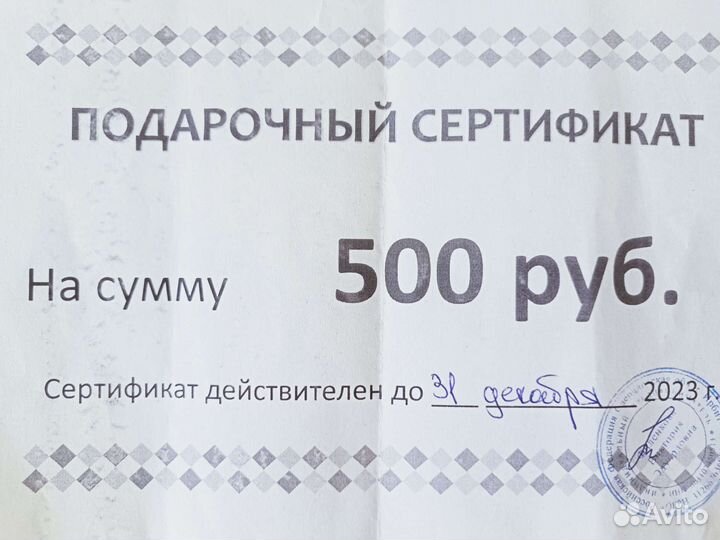 ПОДАРОЧНЫЙ СЕРТИФИКАТ
На сумму 500 руб.
Сертификат действителен до 31 декабря 2023 г.
Avito